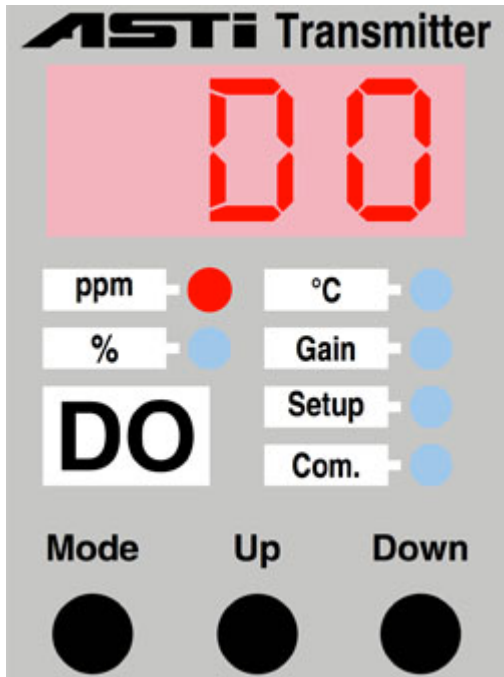 ASTi Transmitter
DO
ppm
°C
%
Gain
DO
Setup
Com.
Mode Up Down